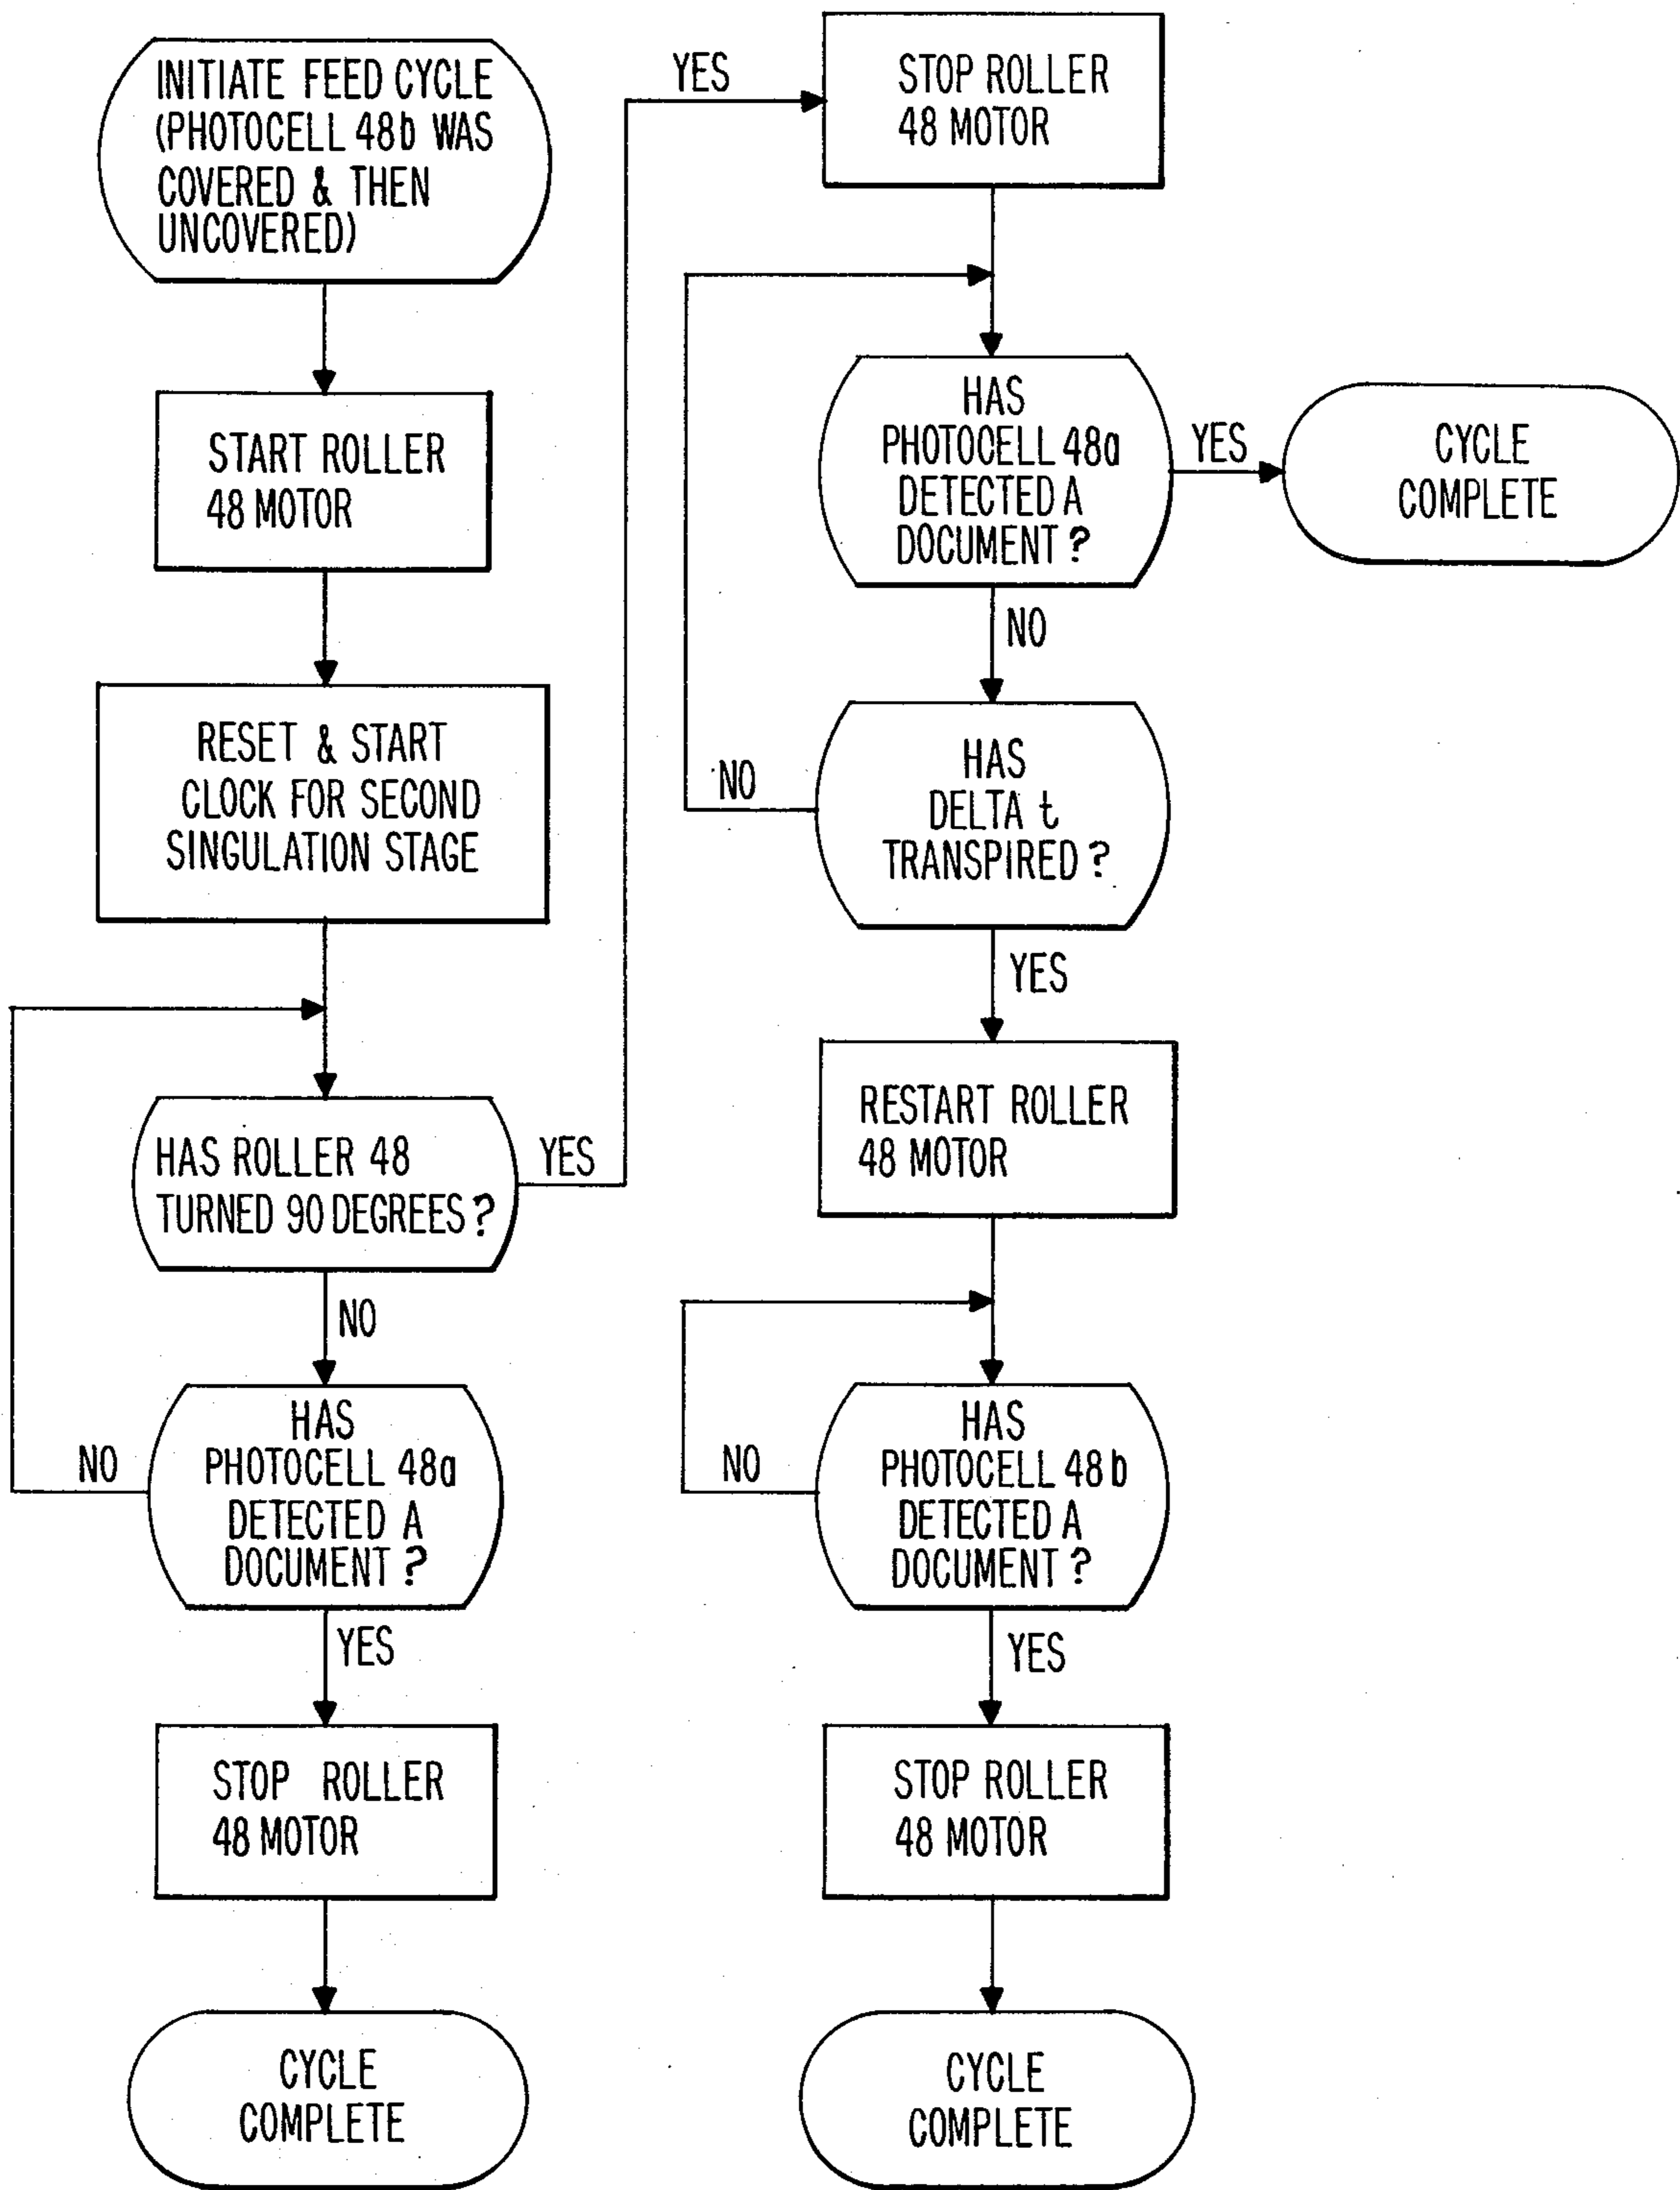 INITIATE FEED CYCLE
(PHOTOCELL 48b WAS
COVERED & THEN
UNCOVERED)
START ROLLER
48 MOTOR
RESET & START
CLOCK FOR SECOND
SINGULATION STAGE
HAS ROLLER 48
TURNED 90 DEGREES?
YES
NO
HAS
PHOTOCELL 48a
DETECTED A
DOCUMENT?
NO
YES
STOP ROLLER
48 MOTOR
CYCLE
COMPLETE
YES
STOP ROLLER
48 MOTOR
HAS
PHOTOCELL 48a
DETECTED A
DOCUMENT?
YES
CYCLE
COMPLETE
NO
HAS
DELTA t
TRANSPIRED?
NO
YES
RESTART ROLLER
48 MOTOR
HAS
PHOTOCELL 48b
DETECTED A
DOCUMENT?
NO
YES
STOP ROLLER
48 MOTOR
CYCLE
COMPLETE